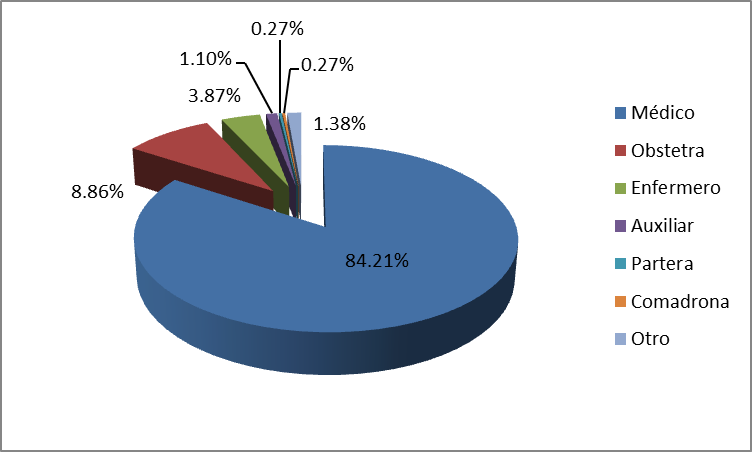 0.27%
1.10%
0.27%
3.87%
1.38%
8.86%
84.21%
Médico
Obstetra
Enfermero
Auxiliar
Partera
Comadrona
Otro